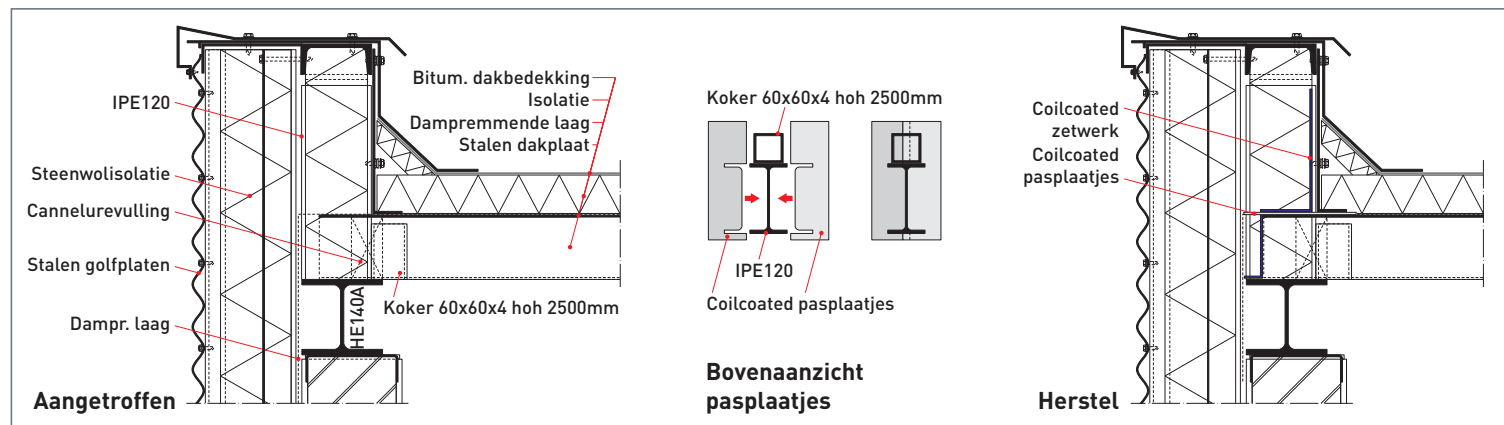 IPE120
Steenwolisolatie
Cannelurevulling
Stalen golfplaten
Dampr. laag
Aangetroffen
Bitum. dakbedekking
Isolatie
Dampremmende laag
Stalen dakplaat
Koker 60x60x4 hoh 2500mm
HE140A
Koker 60x60x4 hoh 2500mm
IPE120
Coilcoated pasplaatjes
Bovenaanzicht
pasplaatjes
Coilcoated
zetwerk
Coilcoated
pasplaatjes
Herstel